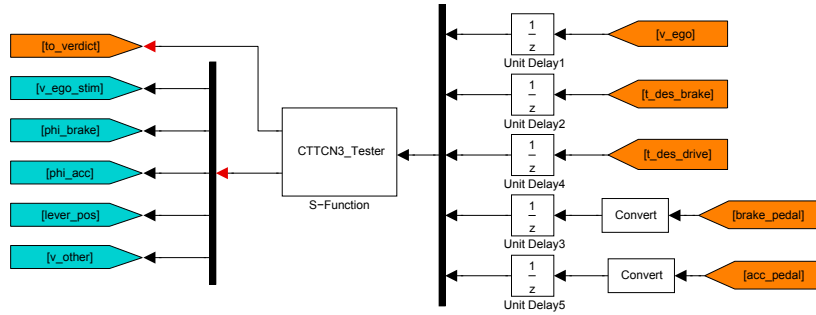 [to_verdict]
[v_ego_stim]
[phi_brake]
[phi_acc]
[lever_pos]
[v_other]
CTTCN3_Tester
S−Function
1
z
Unit Delay1
[v_ego]
1
z
Unit Delay2
[t_des_brake]
1
z
Unit Delay4
[t_des_drive]
1
z
Unit Delay3
Convert
[brake_pedal]
1
z
Unit Delay5
Convert
[acc_pedal]